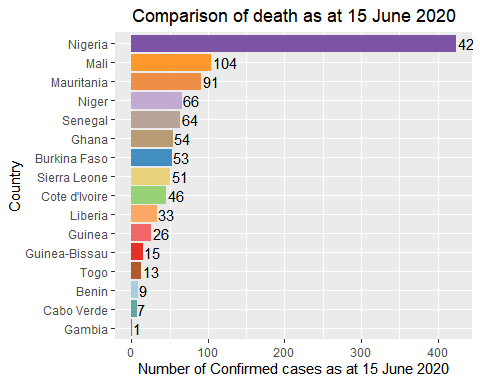 Comparison of death as at 15 June 2020
Country
Nigeria 42
Mali 104
Mauritania 91
Niger 66
Senegal 64
Ghana 54
Burkina Faso 53
Sierra Leone 51
Cote d'Ivoire 46
Liberia 33
Guinea 26
Guinea-Bissau 15
Togo 13
Benin 9
Cabo Verde 7
Gambia 1
0 100 200 300 400
Number of Confirmed cases as at 15 June 2020